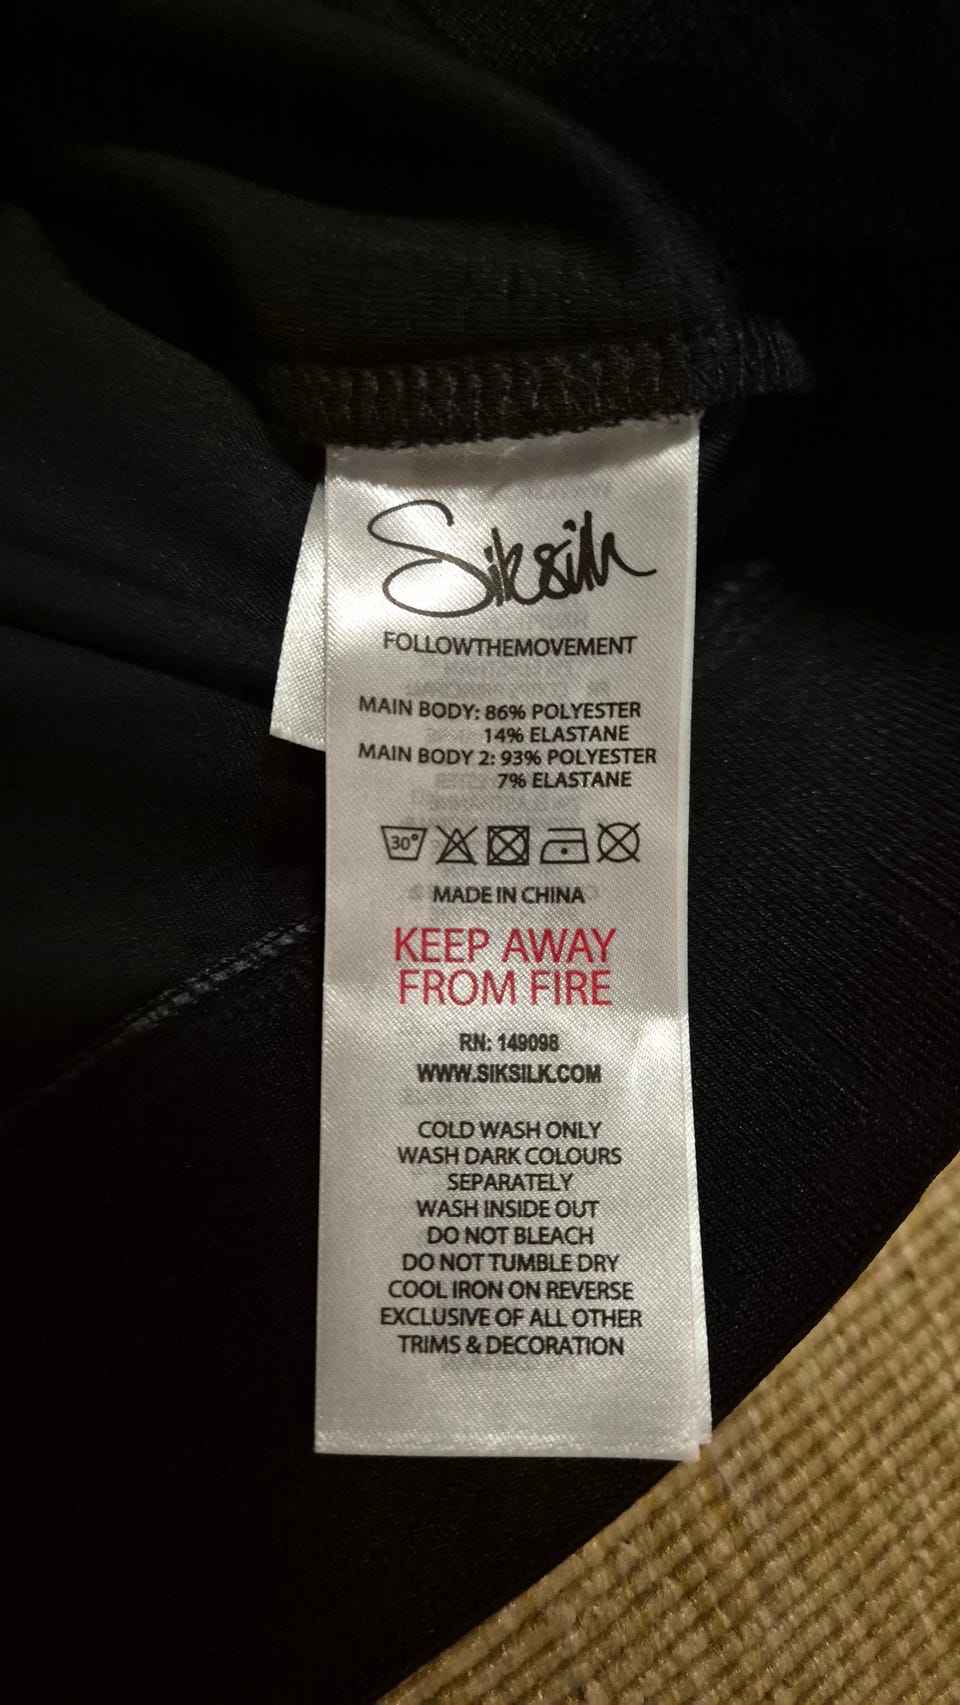 SikSilk
FOLLOWTHEMOVEMENT
MAIN BODY: 86% POLYESTER
14% ELASTANE
MAIN BODY 2: 93% POLYESTER
7% ELASTANE
30°
MADE IN CHINA
KEEP AWAY
FROM FIRE
RN: 149098
WWW.SIKSILK.COM
COLD WASH ONLY
WASH DARK COLOURS
SEPARATELY
WASH INSIDE OUT
DO NOT BLEACH
DO NOT TUMBLE DRY
COOL IRON ON REVERSE
EXCLUSIVE OF ALL OTHER
TRIMS & DECORATION